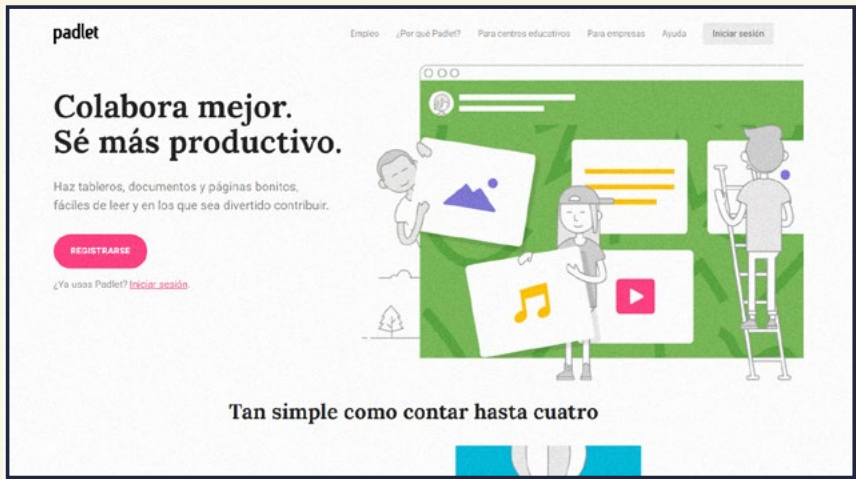 padlet
Empleo ¿Por qué Padlet? Para centros educativos Para empresas Ayuda Iniciar sesión
Colabora mejor.
Sé más productivo.
Haz tableros, documentos y páginas bonitos,
fáciles de leer y en los que sea divertido contribuir.
REGISTRARSE
¿Ya usas Padlet? Iniciar sesión.
Tan simple como contar hasta cuatro